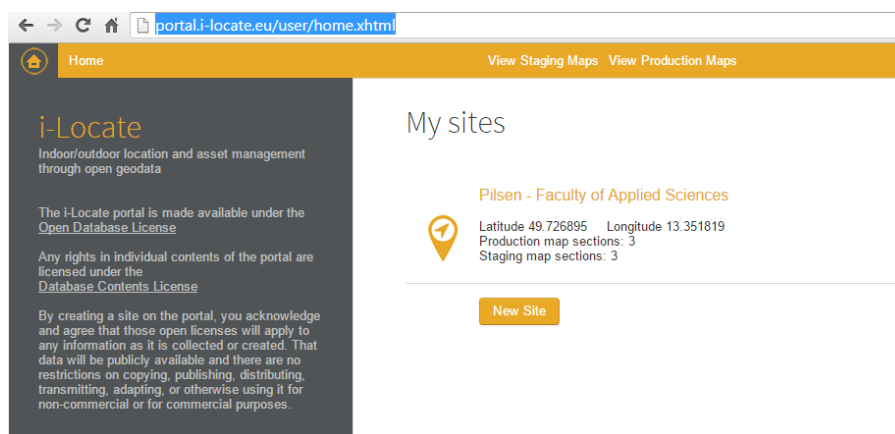 portal.i-locate.eu/user/home.xhtml
Home
View Staging Maps View Production Maps
i-Locate
Indoor/outdoor location and asset management
through open geodata
The i-Locate portal is made available under the
Open Database License
Any rights in individual contents of the portal are
licensed under the
Database Contents License
By creating a site on the portal, you acknowledge
and agree that those open licenses will apply to
any information as it is collected or created. That
data will be publicly available and there are no
restrictions on copying, publishing, distributing,
transmitting, adapting, or otherwise using it for
non-commercial or for commercial purposes.
My sites
Pilsen - Faculty of Applied Sciences
Latitude 49.726895 Longitude 13.351819
Production map sections: 3
Staging map sections: 3
New Site